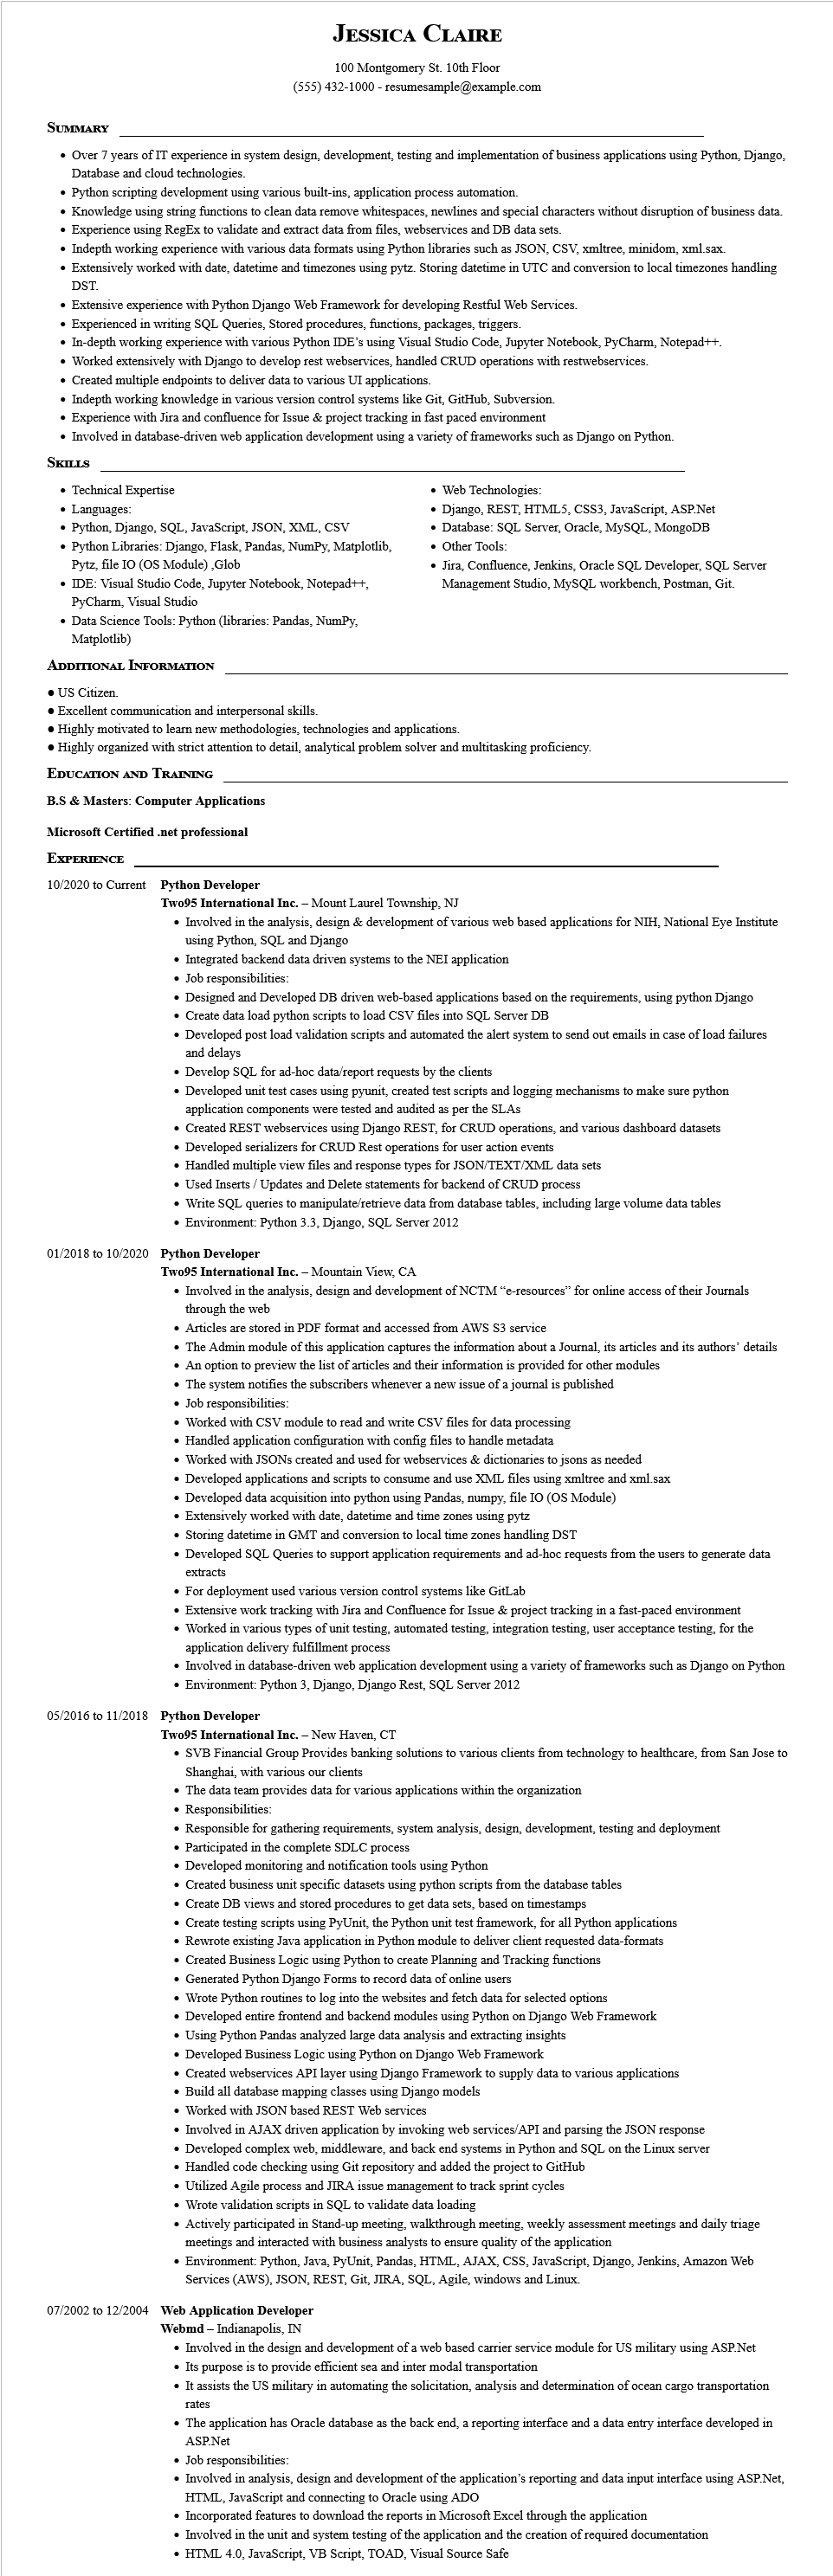 Jessica Claire
100 Montgomery St. 10th Floor
(555) 432-1000 - resumesample@example.com
Summary
• Over 7 years of IT experience in system design, development, testing and implementation of business applications using Python, Django,
Database and cloud technologies.
• Python scripting development using various built-ins, application process automation.
• Knowledge using string functions to clean data remove whitespaces, newlines and special characters without disruption of business data.
• Experience using RegEx to validate and extract data from files, webservices and DB data sets.
• Indepth working experience with various data formats using Python libraries such as JSON, CSV, xmltree, minidom, xml.sax.
• Extensively worked with date, datetime and timezones using pytz. Storing datetime in UTC and conversion to local timezones handling
DST.
• Extensive experience with Python Django Web Framework for developing Restful Web Services.
• Experienced in writing SQL Queries, Stored procedures, functions, packages, triggers.
• In-depth working experience with various Python IDE’s using Visual Studio Code, Jupyter Notebook, PyCharm, Notepad++.
• Worked extensively with Django to develop rest webservices, handled CRUD operations with restwebservices.
• Created multiple endpoints to deliver data to various UI applications.
• Indepth working knowledge in various version control systems like Git, GitHub, Subversion.
• Experience with Jira and confluence for Issue & project tracking in fast paced environment
• Involved in database-driven web application development using a variety of frameworks such as Django on Python.
Skills
• Technical Expertise
• Languages:
• Python, Django, SQL, JavaScript, JSON, XML, CSV
• Python Libraries: Django, Flask, Pandas, NumPy, Matplotlib,
Pytz, file IO (OS Module) ,Glob
• IDE: Visual Studio Code, Jupyter Notebook, Notepad++,
PyCharm, Visual Studio
• Data Science Tools: Python (libraries: Pandas, NumPy,
Matplotlib)
• Web Technologies:
• Django, REST, HTML5, CSS3, JavaScript, ASP.Net
• Database: SQL Server, Oracle, MySQL, MongoDB
• Other Tools:
• Jira, Confluence, Jenkins, Oracle SQL Developer, SQL Server
Management Studio, MySQL workbench, Postman, Git.
Additional Information
● US Citizen.
● Excellent communication and interpersonal skills.
● Highly motivated to learn new methodologies, technologies and applications.
● Highly organized with strict attention to detail, analytical problem solver and multitasking proficiency.
Education and Training
B.S & Masters: Computer Applications
Microsoft Certified .net professional
Experience
10/2020 to Current Python Developer
Two95 International Inc. – Mount Laurel Township, NJ
• Involved in the analysis, design & development of various web based applications for NIH, National Eye Institute
using Python, SQL and Django
• Integrated backend data driven systems to the NEI application
• Job responsibilities:
• Designed and Developed DB driven web-based applications based on the requirements, using python Django
• Create data load python scripts to load CSV files into SQL Server DB
• Developed post load validation scripts and automated the alert system to send out emails in case of load failures
and delays
• Develop SQL for ad-hoc data/report requests by the clients
• Developed unit test cases using pyunit, created test scripts and logging mechanisms to make sure python
application components were tested and audited as per the SLAs
• Created REST webservices using Django REST, for CRUD operations, and various dashboard datasets
• Developed serializers for CRUD Rest operations for user action events
• Handled multiple view files and response types for JSON/TEXT/XML data sets
• Used Inserts / Updates and Delete statements for backend of CRUD process
• Write SQL queries to manipulate/retrieve data from database tables, including large volume data tables
• Environment: Python 3.3, Django, SQL Server 2012
01/2018 to 10/2020 Python Developer
Two95 International Inc. – Mountain View, CA
• Involved in the analysis, design and development of NCTM “e-resources” for online access of their Journals
through the web
• Articles are stored in PDF format and accessed from AWS S3 service
• The Admin module of this application captures the information about a Journal, its articles and its authors’ details
• An option to preview the list of articles and their information is provided for other modules
• The system notifies the subscribers whenever a new issue of a journal is published
• Job responsibilities:
• Worked with CSV module to read and write CSV files for data processing
• Handled application configuration with config files to handle metadata
• Worked with JSONs created and used for webservices & dictionaries to jsons as needed
• Developed applications and scripts to consume and use XML files using xmltree and xml.sax
• Developed data acquisition into python using Pandas, numpy, file IO (OS Module)
• Extensively worked with date, datetime and time zones using pytz
• Storing datetime in GMT and conversion to local time zones handling DST
• Developed SQL Queries to support application requirements and ad-hoc requests from the users to generate data
extracts
• For deployment used various version control systems like GitLab
• Extensive work tracking with Jira and Confluence for Issue & project tracking in a fast-paced environment
• Worked in various types of unit testing, automated testing, integration testing, user acceptance testing, for the
application delivery fulfillment process
• Involved in database-driven web application development using a variety of frameworks such as Django on Python
• Environment: Python 3, Django, Django Rest, SQL Server 2012
05/2016 to 11/2018 Python Developer
Two95 International Inc. – New Haven, CT
• SVB Financial Group Provides banking solutions to various clients from technology to healthcare, from San Jose to
Shanghai, with various our clients
• The data team provides data for various applications within the organization
• Responsibilities:
• Responsible for gathering requirements, system analysis, design, development, testing and deployment
• Participated in the complete SDLC process
• Developed monitoring and notification tools using Python
• Created business unit specific datasets using python scripts from the database tables
• Create DB views and stored procedures to get data sets, based on timestamps
• Create testing scripts using PyUnit, the Python unit test framework, for all Python applications
• Rewrote existing Java application in Python module to deliver client requested data-formats
• Created Business Logic using Python to create Planning and Tracking functions
• Generated Python Django Forms to record data of online users
• Wrote Python routines to log into the websites and fetch data for selected options
• Developed entire frontend and backend modules using Python on Django Web Framework
• Using Python Pandas analyzed large data analysis and extracting insights
• Developed Business Logic using Python on Django Web Framework
• Created webservices API layer using Django Framework to supply data to various applications
• Build all database mapping classes using Django models
• Worked with JSON based REST Web services
• Involved in AJAX driven application by invoking web services/API and parsing the JSON response
• Developed complex web, middleware, and back end systems in Python and SQL on the Linux server
• Handled code checking using Git repository and added the project to GitHub
• Utilized Agile process and JIRA issue management to track sprint cycles
• Wrote validation scripts in SQL to validate data loading
• Actively participated in Stand-up meeting, walkthrough meeting, weekly assessment meetings and daily triage
meetings and interacted with business analysts to ensure quality of the application
• Environment: Python, Java, PyUnit, Pandas, HTML, AJAX, CSS, JavaScript, Django, Jenkins, Amazon Web
Services (AWS), JSON, REST, Git, JIRA, SQL, Agile, windows and Linux.
07/2002 to 12/2004 Web Application Developer
Webmd – Indianapolis, IN
• Involved in the design and development of a web based carrier service module for US military using ASP.Net
• Its purpose is to provide efficient sea and inter modal transportation
• It assists the US military in automating the solicitation, analysis and determination of ocean cargo transportation
rates
• The application has Oracle database as the back end, a reporting interface and a data entry interface developed in
ASP.Net
• Job responsibilities:
• Involved in analysis, design and development of the application’s reporting and data input interface using ASP.Net,
HTML, JavaScript and connecting to Oracle using ADO
• Incorporated features to download the reports in Microsoft Excel through the application
• Involved in the unit and system testing of the application and the creation of required documentation
• HTML 4.0, JavaScript, VB Script, TOAD, Visual Source Safe